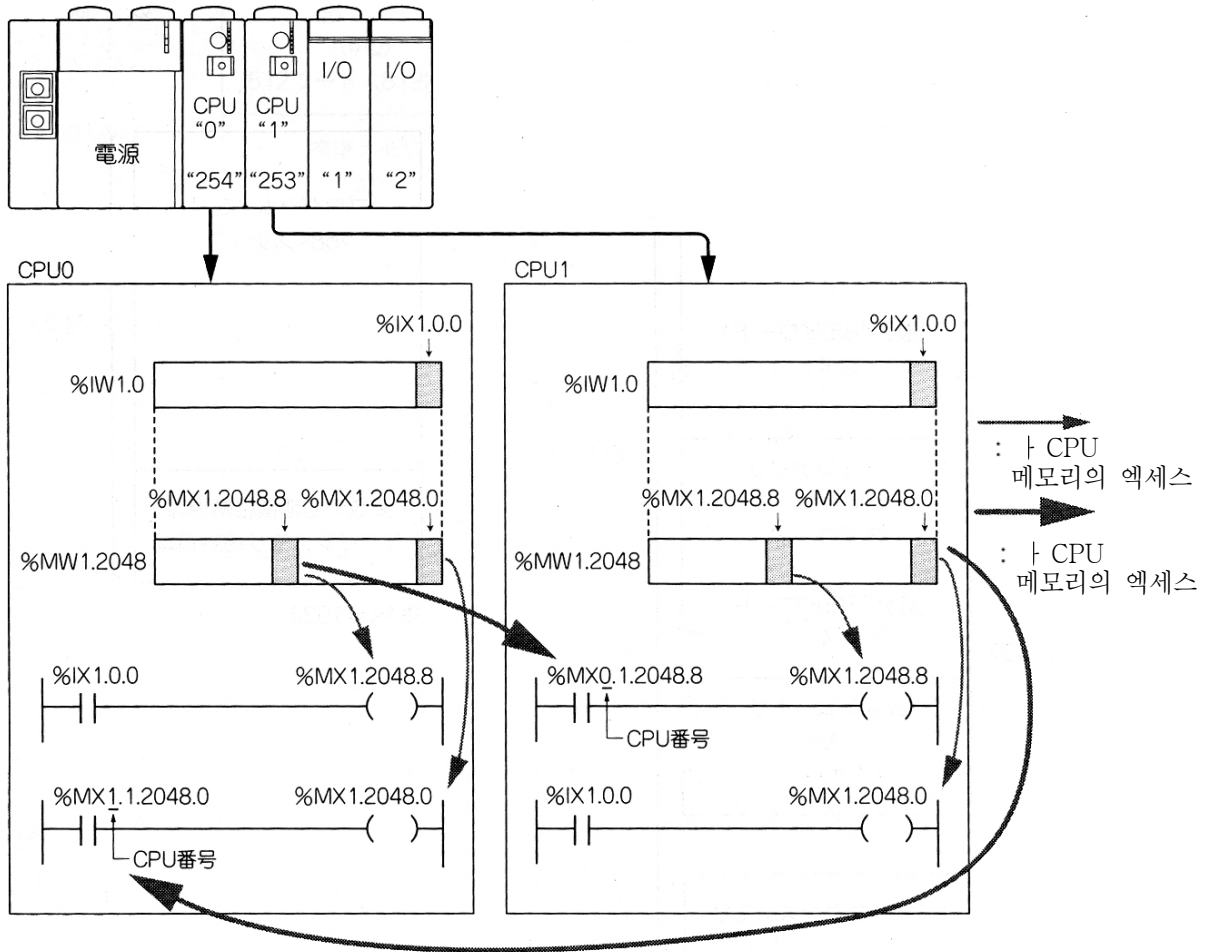 I/O I/O
CPU CPU
“0” “1”
電源
“254” “253” “1” “2”
CPU0
%IX1.0.0
%IW1.0
%MX1.2048.8 %MX1.2048.0
%MW1.2048
%IX1.0.0 %MX1.2048.8
%MX1.1.2048.0 %MX1.2048.0
CPU番号
CPU1
%IX1.0.0
%IW1.0
%MX1.2048.8 %MX1.2048.0
%MW1.2048
%MX0.1.2048.8 %MX1.2048.8
CPU番号
%IX1.0.0 %MX1.2048.0
: ㅏ CPU
메모리의 엑세스
: ㅏ CPU
메모리의 엑세스